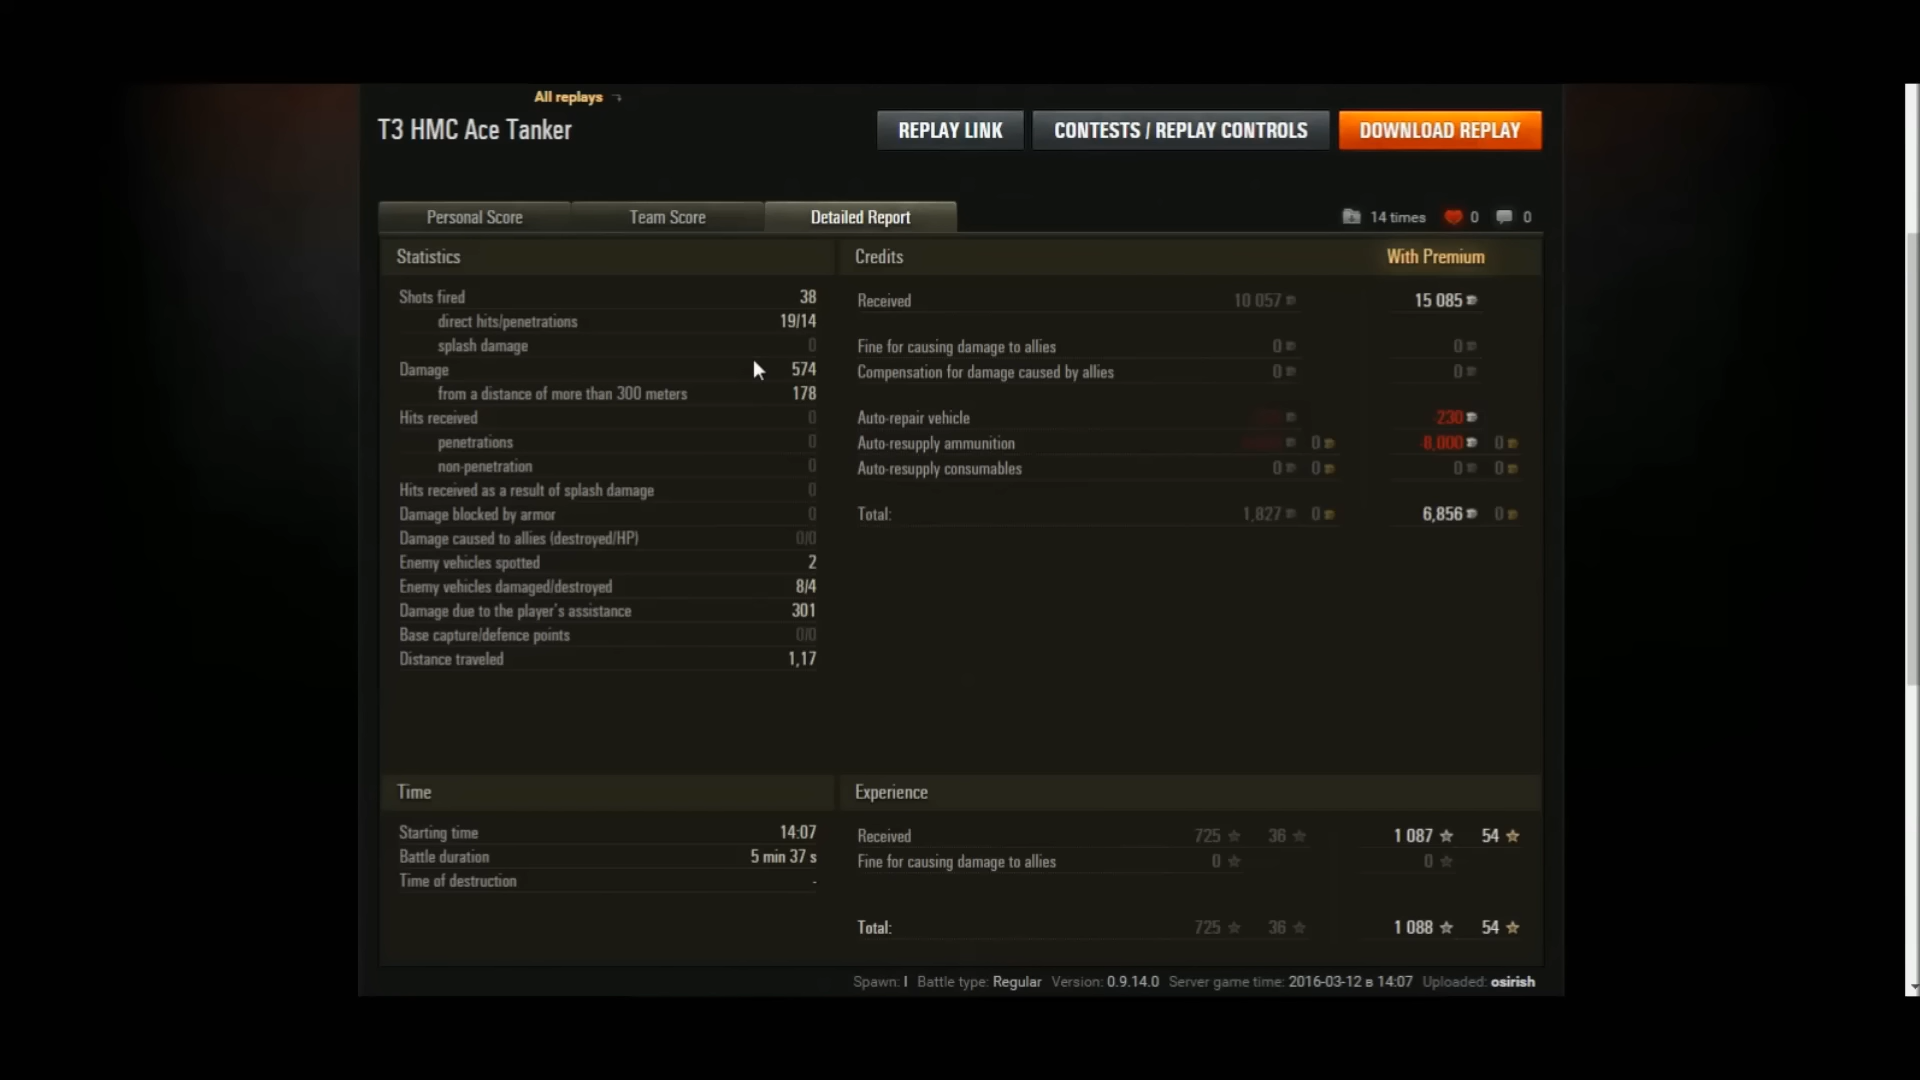 All replays
T3 HMC Ace Tanker
REPLAY LINK CONTESTS / REPLAY CONTROLS DOWNLOAD REPLAY
Personal Score Team Score Detailed Report 14 times 0 0
Statistics
Shots fired 38
direct hits/penetrations 19/14
splash damage 0
Damage 574
from a distance of more than 300 meters 178
Hits received 0
penetrations 0
non-penetration 0
Hits received as a result of splash damage 0
Damage blocked by armor 0
Damage caused to allies (destroyed/HP) 0/0
Enemy vehicles spotted 2
Enemy vehicles damaged/destroyed 8/4
Damage due to the player's assistance 301
Base capture/defence points 0/0
Distance traveled 1,17
Credits With Premium
Received 10 057 15 085
Fine for causing damage to allies 0 0
Compensation for damage caused by allies 0 0
Auto-repair vehicle -230
Auto-resupply ammunition 0 -8,000 0
Auto-resupply consumables 0 0 0 0
Total: 1,827 0 6,856 0
Time
Starting time 14:07
Battle duration 5 min 37 s
Time of destruction -
Experience
Received 725 36 1 087 54
Fine for causing damage to allies 0 0
Total: 725 36 1 088 54
Spawn: I Battle type: Regular Version: 0.9.14.0 Server game time: 2016-03-12 в 14:07 Uploaded: osirish